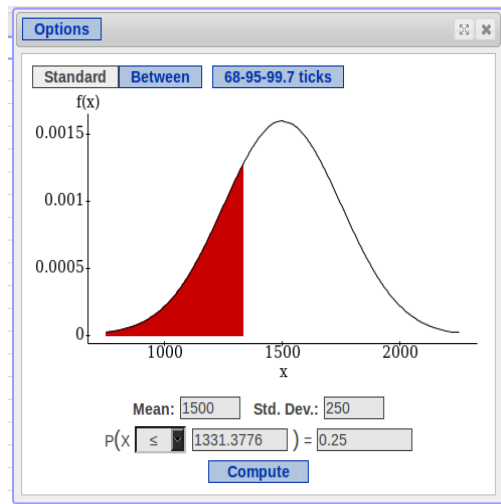 Options
Standard Between 68-95-99.7 ticks
f(x)
0.0015
0.001
0.0005
0
1000 1500 2000
x
Mean: 1500 Std. Dev.: 250
P(X ≤ 1331.3776 ) = 0.25
Compute